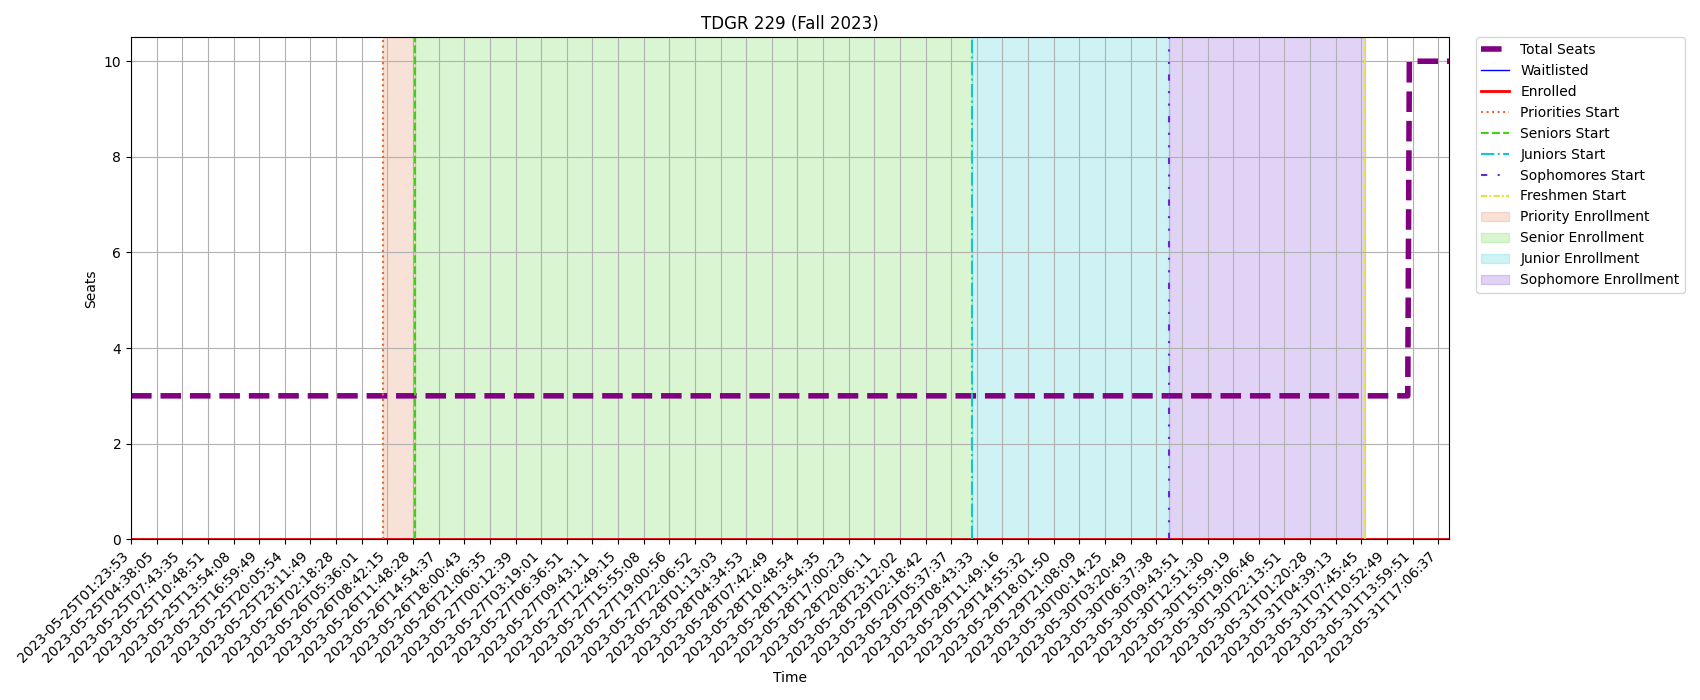 TDGR 229 (Fall 2023)
10
8
6
4
2
0
Seats
2023-05-25T01:23:53
2023-05-25T04:38:05
2023-05-25T07:43:35
2023-05-25T10:48:51
2023-05-25T13:54:08
2023-05-25T16:59:49
2023-05-25T20:05:54
2023-05-25T23:11:49
2023-05-26T02:18:28
2023-05-26T05:36:01
2023-05-26T08:42:15
2023-05-26T11:48:28
2023-05-26T14:54:37
2023-05-26T18:00:43
2023-05-26T21:06:35
2023-05-27T00:12:39
2023-05-27T03:19:01
2023-05-27T06:36:51
2023-05-27T09:43:11
2023-05-27T12:49:15
2023-05-27T15:55:08
2023-05-27T19:00:56
2023-05-27T22:06:52
2023-05-28T01:13:03
2023-05-28T04:34:53
2023-05-28T07:42:49
2023-05-28T10:48:54
2023-05-28T13:54:35
2023-05-28T17:00:23
2023-05-28T20:06:11
2023-05-28T23:12:02
2023-05-29T02:18:42
2023-05-29T05:37:37
2023-05-29T08:43:33
2023-05-29T11:49:16
2023-05-29T14:55:32
2023-05-29T18:01:50
2023-05-29T21:08:09
2023-05-30T00:14:25
2023-05-30T03:20:49
2023-05-30T06:37:38
2023-05-30T09:43:51
2023-05-30T12:51:30
2023-05-30T15:59:19
2023-05-30T19:06:46
2023-05-30T22:13:51
2023-05-31T01:20:28
2023-05-31T04:39:13
2023-05-31T07:45:45
2023-05-31T10:52:49
2023-05-31T13:59:51
2023-05-31T17:06:37
Time
Total Seats
Waitlisted
Enrolled
Priorities Start
Seniors Start
Juniors Start
Sophomores Start
Freshmen Start
Priority Enrollment
Senior Enrollment
Junior Enrollment
Sophomore Enrollment